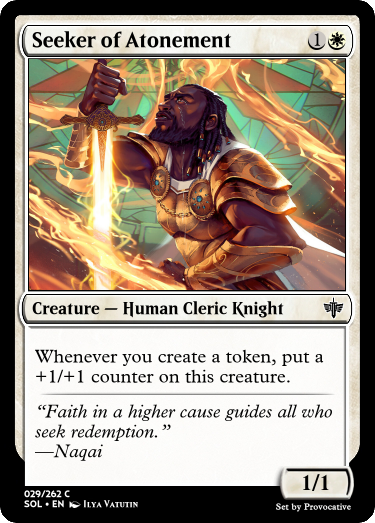 Seeker of Atonement 1
Creature — Human Cleric Knight
Whenever you create a token, put a
+1/+1 counter on this creature.
“Faith in a higher cause guides all who
seek redemption.”
—Naqai
1/1
029/262 C
SOL • EN Ilya Vatutin
Set by Provocative